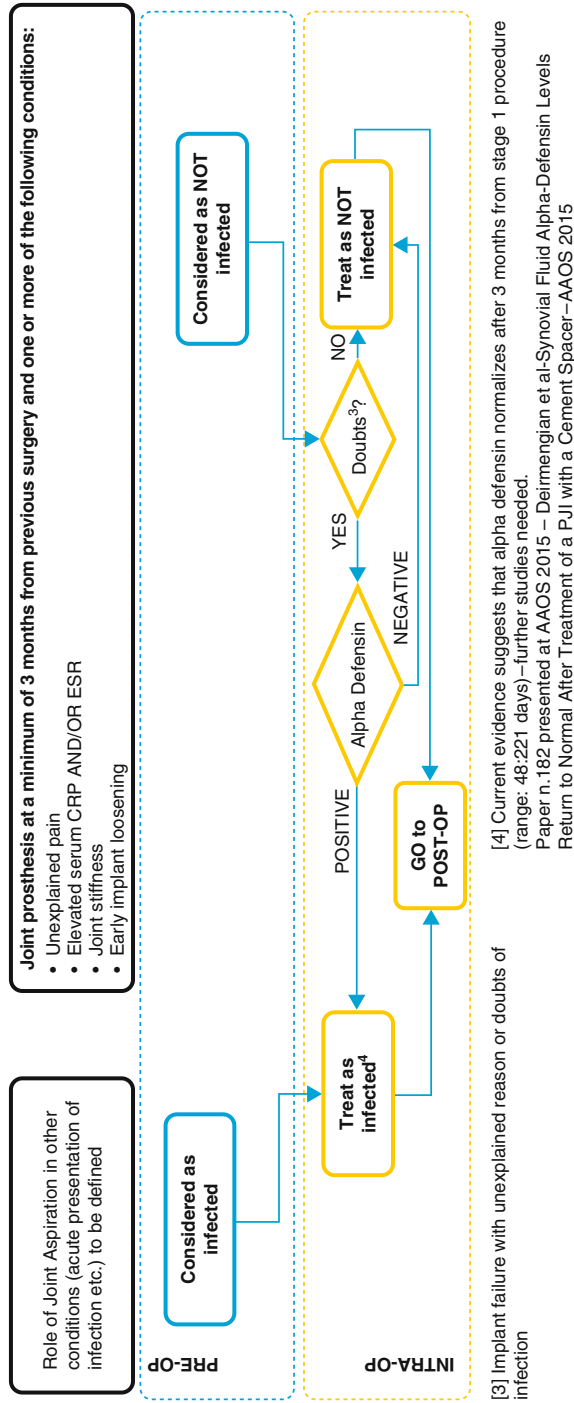 Role of Joint Aspiration in other
conditions (acute presentation of
infection etc.) to be defined
Joint prosthesis at a minimum of 3 months from previous surgery and one or more of the following conditions:
• Unexplained pain
• Elevated serum CRP AND/OR ESR
• Joint stiffness
• Early implant loosening
PRE-OP
Considered as
infected
Considered as NOT
infected
INTRA-OP
Treat as
infected4
POSITIVE
Alpha Defensin
YES
Doubts3?
NO
Treat as NOT
infected
NEGATIVE
GO to
POST-OP
[3] Implant failure with unexplained reason or doubts of
infection
[4] Current evidence suggests that alpha defensin normalizes after 3 months from stage 1 procedure
(range: 48:221 days)–further studies needed.
Paper n.182 presented at AAOS 2015 – Deirmengian et al-Synovial Fluid Alpha-Defensin Levels
Return to Normal After Treatment of a PJI with a Cement Spacer–AAOS 2015